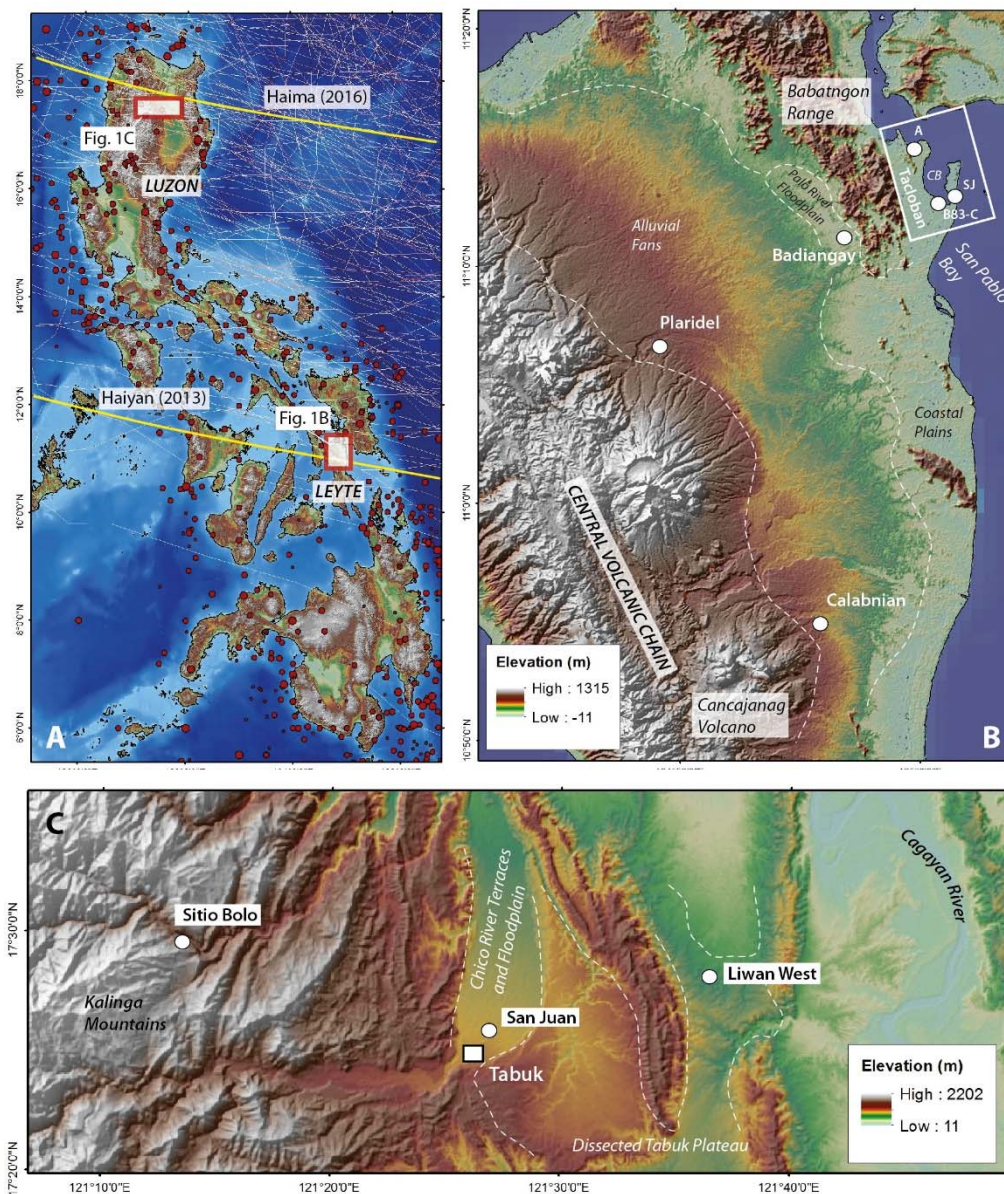 18°0'0"N
16°0'0"N
14°0'0"N
12°0'0"N
10°0'0"N
8°0'0"N
6°0'0"N
Haima (2016)
Fig. 1C
LUZON
Haiyan (2013)
Fig. 1B
LEYTE
A
11°20'0"N
11°10'0"N
11°0'0"N
10°50'0"N
B
Babatngon
Range
A
CB
SJ
B83-C
Tacloban
San Pablo
Bay
Palo River
Floodplain
Alluvial
Fans
Badiangay
Plaridel
Coastal
Plains
CENTRAL VOLCANIC CHAIN
Calabnian
Cancajanag
Volcano
Elevation (m)
High : 1315
Low : -11
B
C
17°30'0"N
17°20'0"N
Sitio Bolo
Kalinga
Mountains
Chico River Terraces
and Floodplain
San Juan
Tabuk
Liwan West
Cagayan River
Dissected Tabuk Plateau
Elevation (m)
High : 2202
Low : 11
121°10'0"E
121°20'0"E
121°30'0"E
121°40'0"E